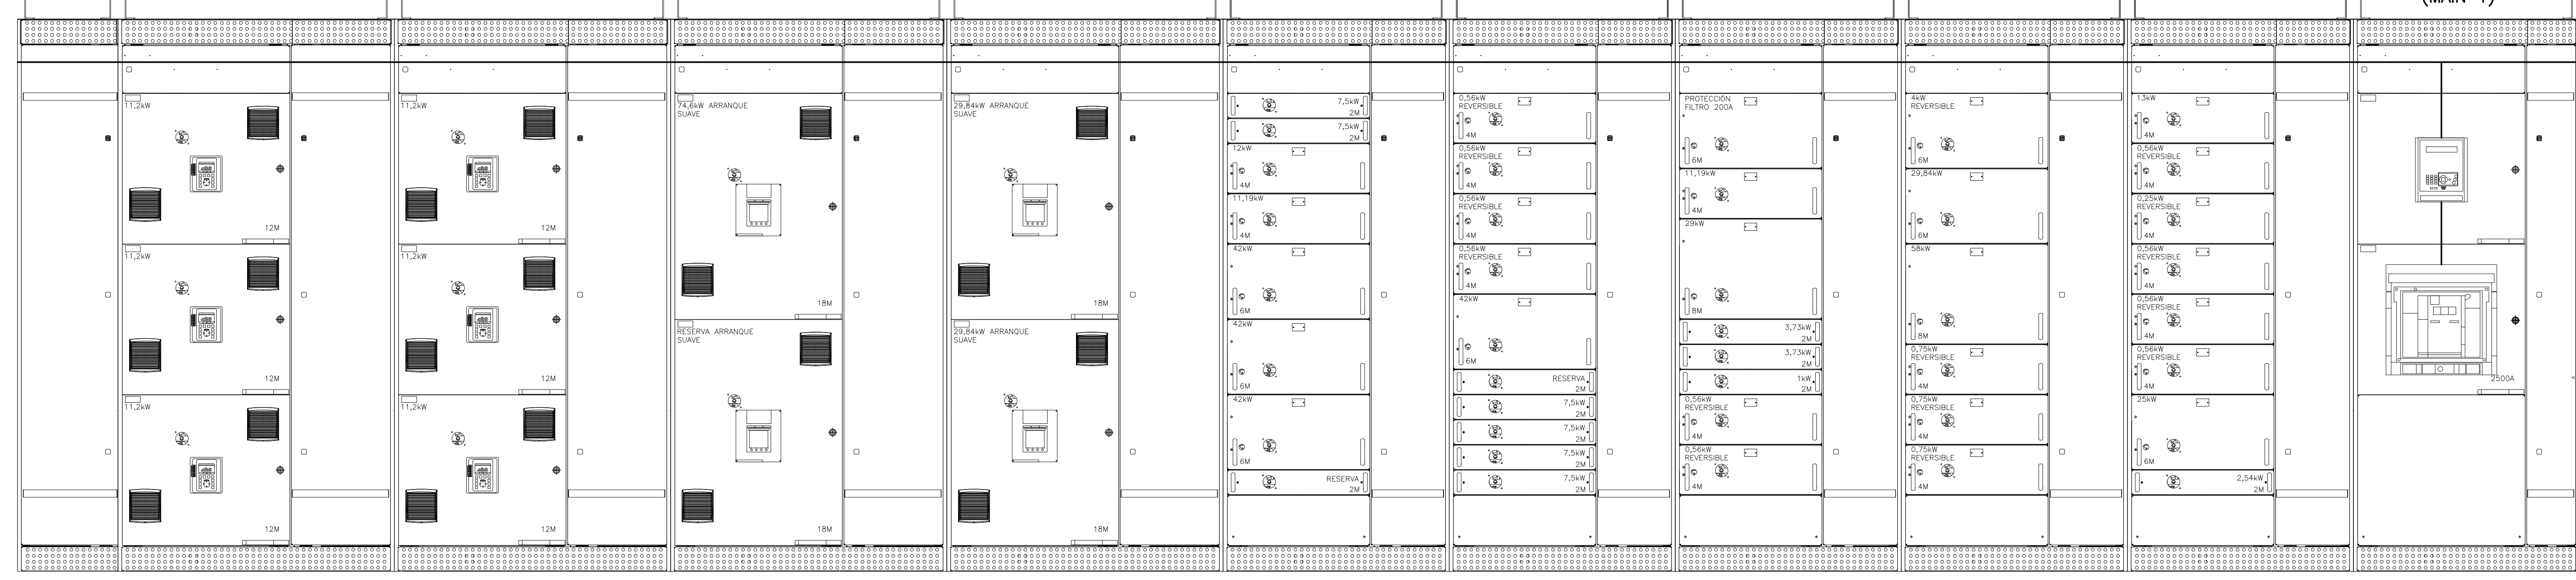 (MAIN-1)
11,2kW
12M
11,2kW
12M
11,2kW
12M
11,2kW
12M
11,2kW
12M
11,2kW
12M
74,6kW ARRANQUE
SUAVE
18M
RESERVA ARRANQUE
SUAVE
18M
29,84kW ARRANQUE
SUAVE
18M
29,84kW ARRANQUE
SUAVE
18M
7,5kW
2M
7,5kW
2M
12kW
4M
11,19kW
4M
42kW
6M
42kW
6M
42kW
6M
RESERVA
2M
0,56kW
REVERSIBLE
4M
0,56kW
REVERSIBLE
4M
0,56kW
REVERSIBLE
4M
0,56kW
REVERSIBLE
4M
42kW
6M
RESERVA
2M
7,5kW
2M
7,5kW
2M
7,5kW
2M
7,5kW
2M
PROTECCIÓN
FILTRO 200A
6M
11,19kW
4M
29kW
8M
3,73kW
2M
3,73kW
2M
1kW
2M
0,56kW
REVERSIBLE
4M
0,56kW
REVERSIBLE
4M
4kW
REVERSIBLE
6M
29,84kW
6M
58kW
8M
0,75kW
REVERSIBLE
4M
0,75kW
REVERSIBLE
4M
0,75kW
REVERSIBLE
4M
13kW
4M
0,56kW
REVERSIBLE
4M
0,25kW
REVERSIBLE
4M
0,56kW
REVERSIBLE
4M
0,56kW
REVERSIBLE
4M
0,56kW
REVERSIBLE
4M
25kW
6M
2,54kW
2M
2500A